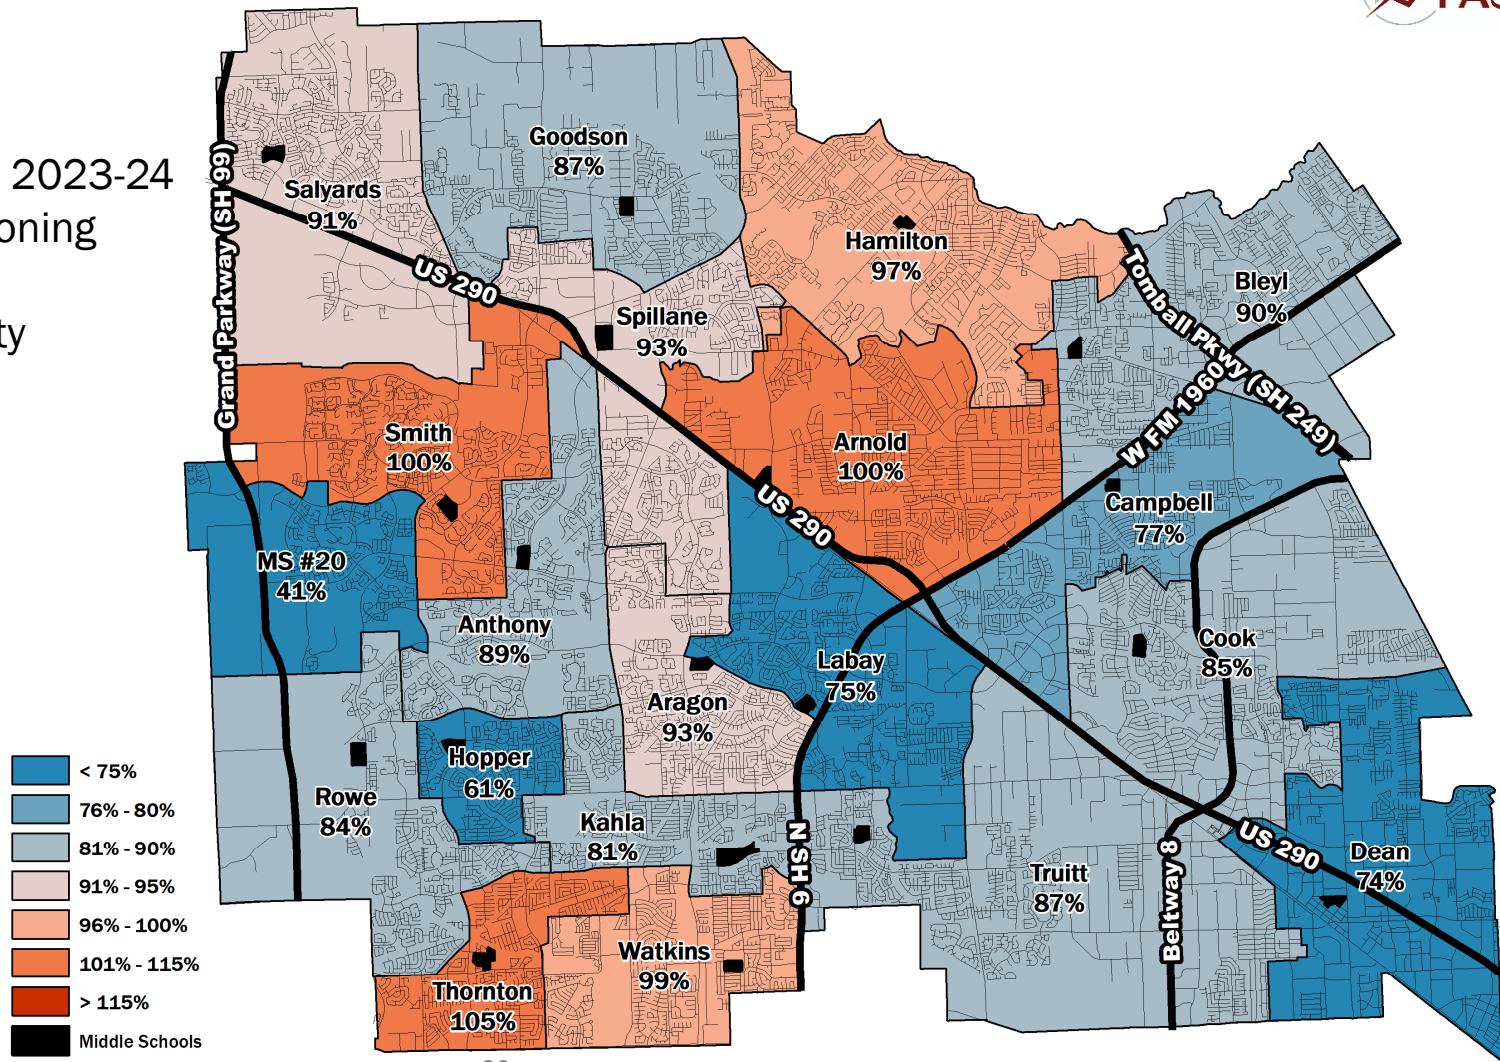 2023-24
Goodson
87%
Salyards
91%
Grand Parkway (SH 99)
US 290
Hamilton
97%
Tomball Pkwy (SH 249)
Bleyl
90%
Spillane
93%
W FM 1960
Smith
100%
Arnold
100%
US 290
Campbell
77%
MS #20
41%
Anthony
89%
Cook
85%
Labay
75%
Aragon
93%
Hopper
61%
Rowe
84%
Kahla
81%
N SH 6
US 290
Dean
74%
Truitt
87%
Beltway 8
Watkins
99%
Thornton
105%
< 75%
76% - 80%
81% - 90%
91% - 95%
96% - 100%
101% - 115%
> 115%
Middle Schools